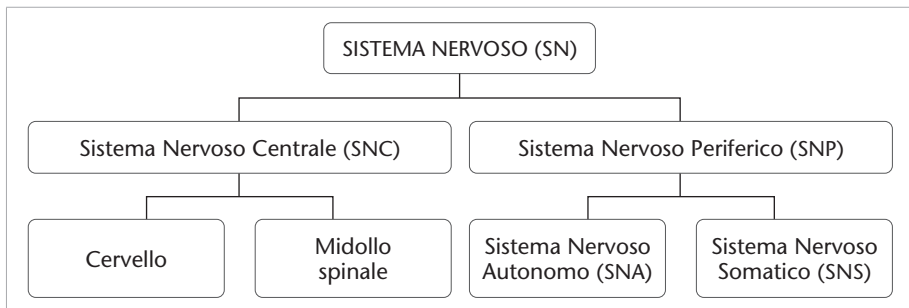 SISTEMA NERVOSO (SN)
Sistema Nervoso Centrale (SNC)
Sistema Nervoso Periferico (SNP)
Cervello
Midollo
spinale
Sistema Nervoso
Autonomo (SNA)
Sistema Nervoso
Somatico (SNS)